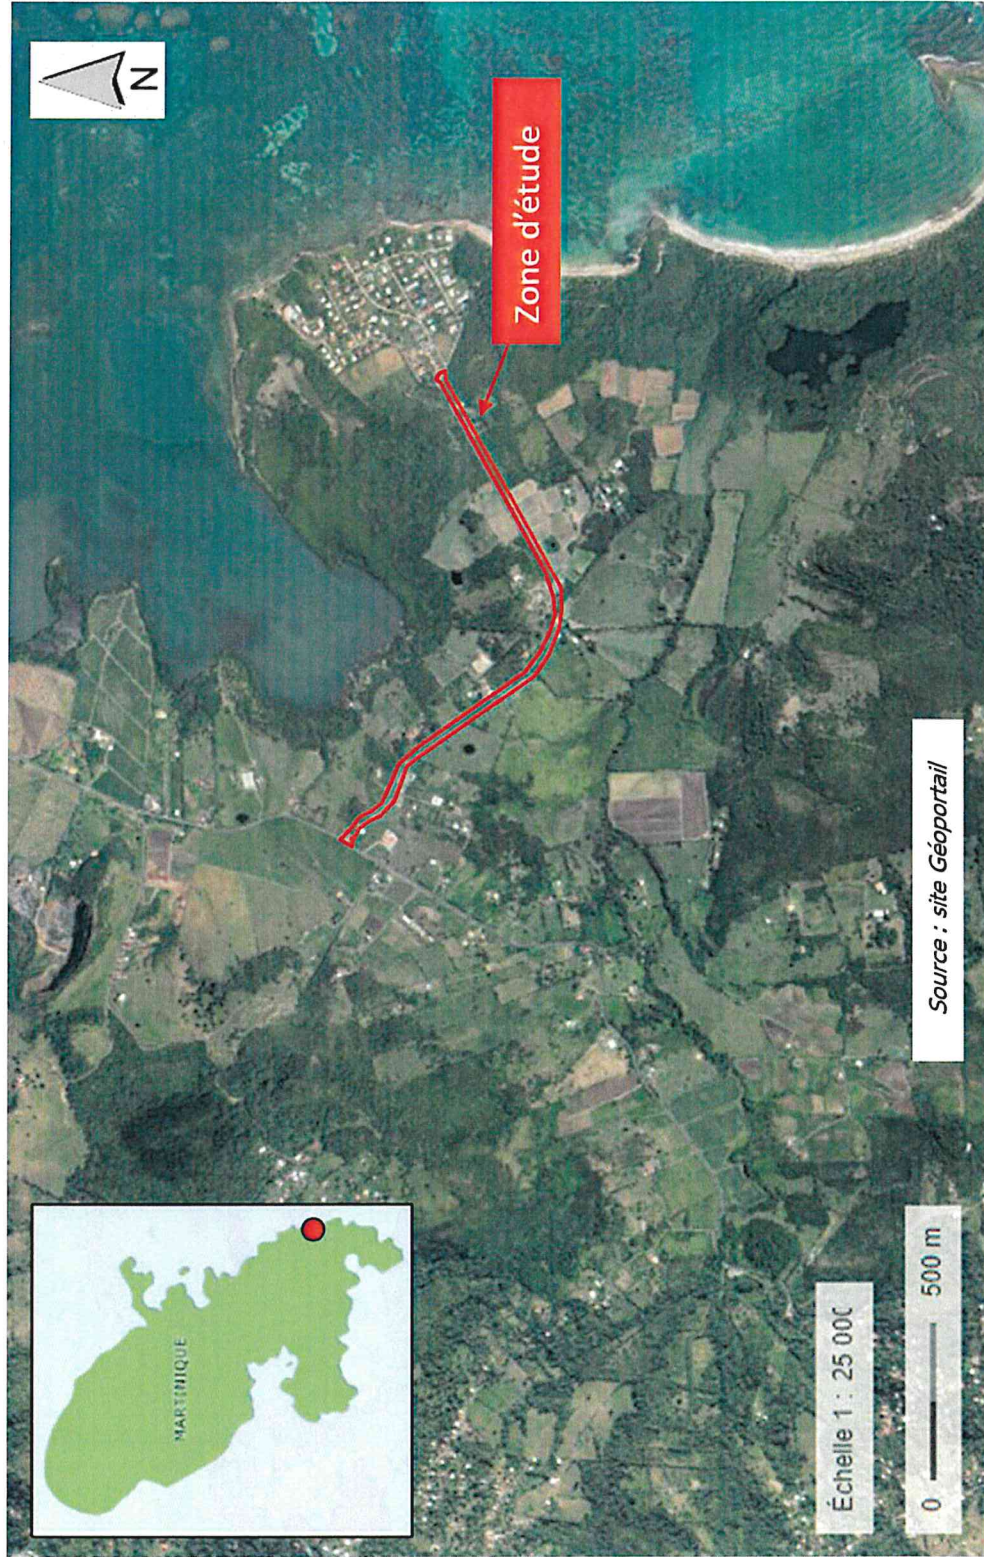 N
Zone d'étude
MARTINIQUE
Échelle 1 : 25 000
0 500 m
Source : site Géoportail